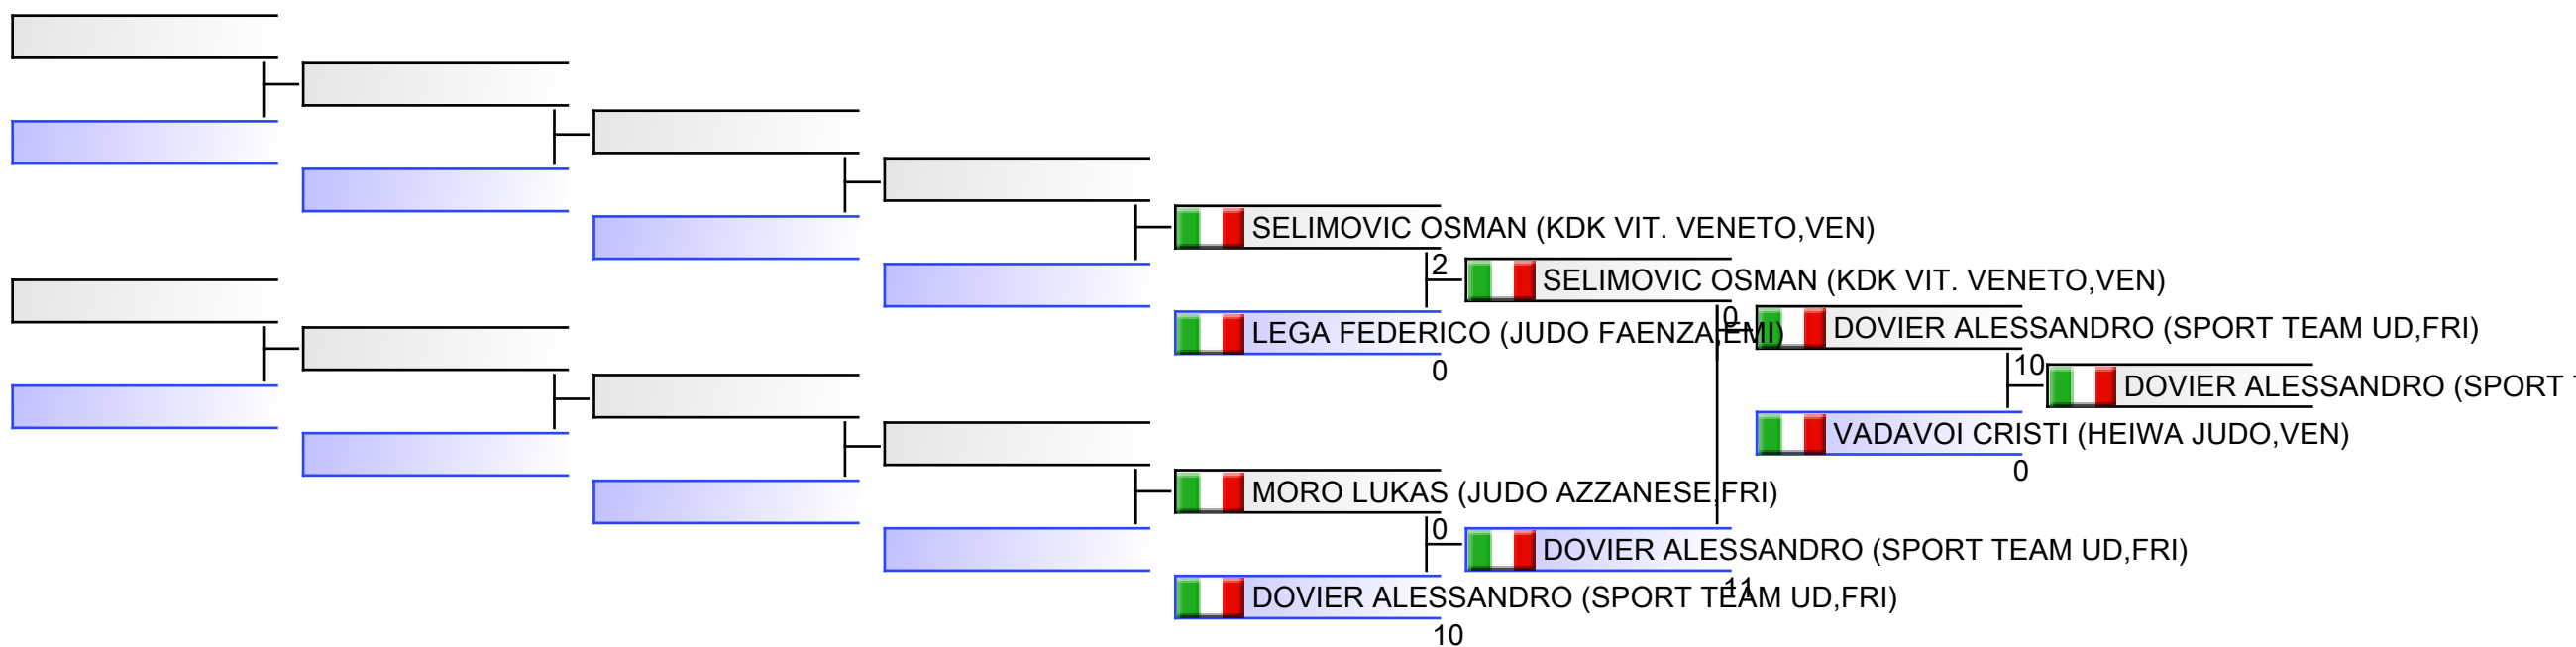 SELIMOVIC OSMAN (KDK VIT. VENETO,VEN)
2
SELIMOVIC OSMAN (KDK VIT. VENETO,VEN)
LEGA FEDERICO (JUDO FAENZA,EMI)
0
0
DOVIER ALESSANDRO (SPORT TEAM UD,FRI)
10
DOVIER ALESSANDRO (SPORT
VADAVOI CRISTI (HEIWA JUDO,VEN)
0
MORO LUKAS (JUDO AZZANESE,FRI)
0
DOVIER ALESSANDRO (SPORT TEAM UD,FRI)
11
DOVIER ALESSANDRO (SPORT TEAM UD,FRI)
10